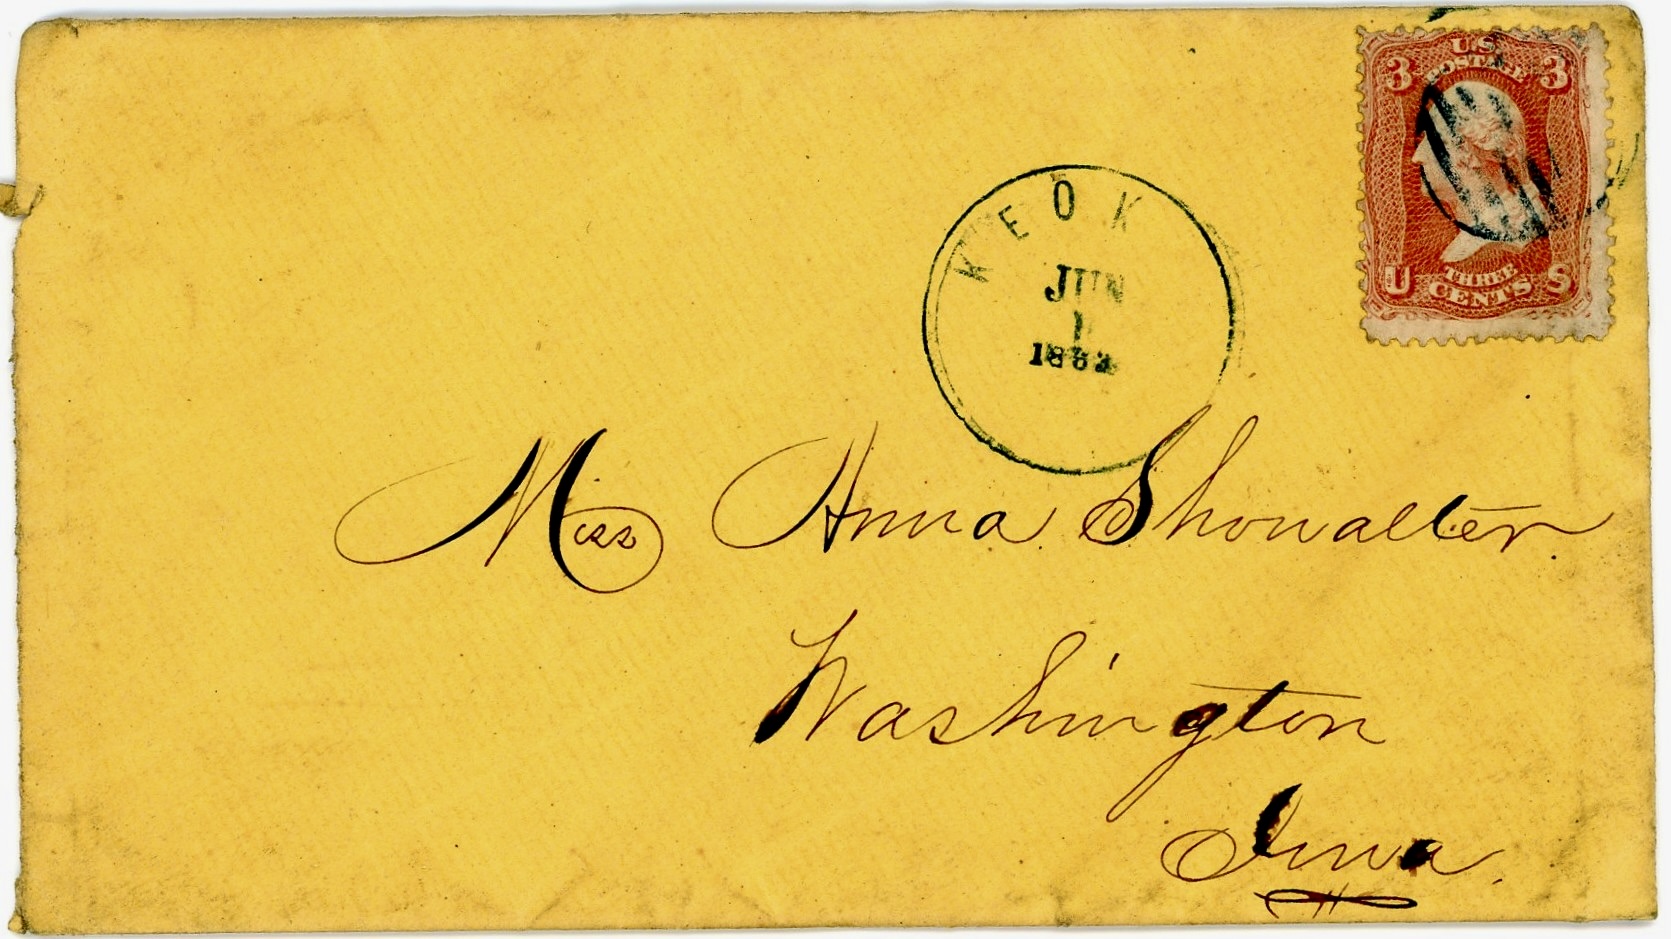 U.S. POSTAGE
3 3
U S
THREE
CENTS
KEOK
JUN
1
Miss Anna Showalter.
Washington
Iowa.